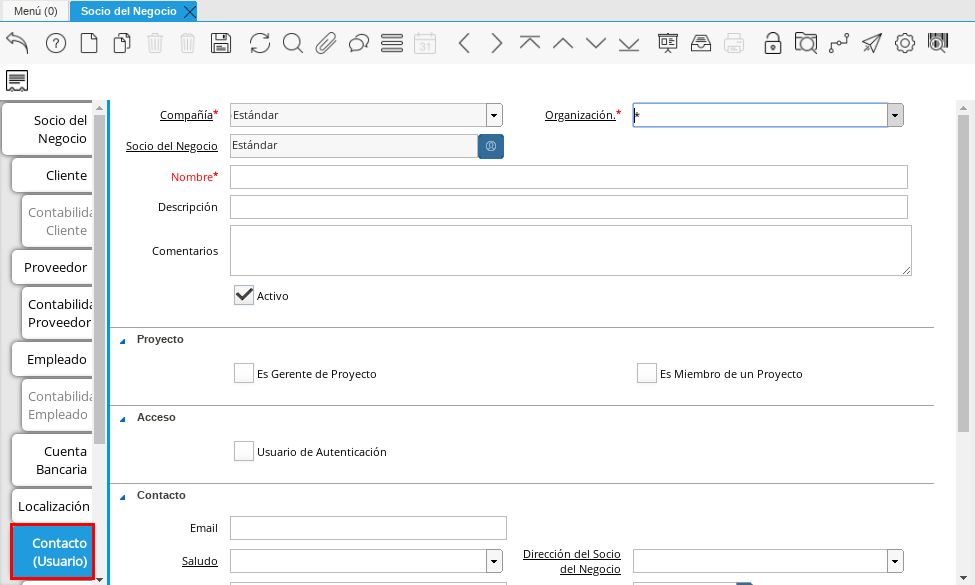 Menú (0)
Socio del Negocio
31
Socio del
Negocio
Cliente
Contabilida
Cliente
Proveedor
Contabilida
Proveedor
Empleado
Contabilida
Empleado
Cuenta
Bancaria
Localización
Contacto
(Usuario)
Compañía* Estándar Organización.* *
Socio del Negocio Estándar
Nombre*
Descripción
Comentarios
Activo
Proyecto
Es Gerente de Proyecto Es Miembro de un Proyecto
Acceso
Usuario de Autenticación
Contacto
Email
Saludo Dirección del Socio
del Negocio